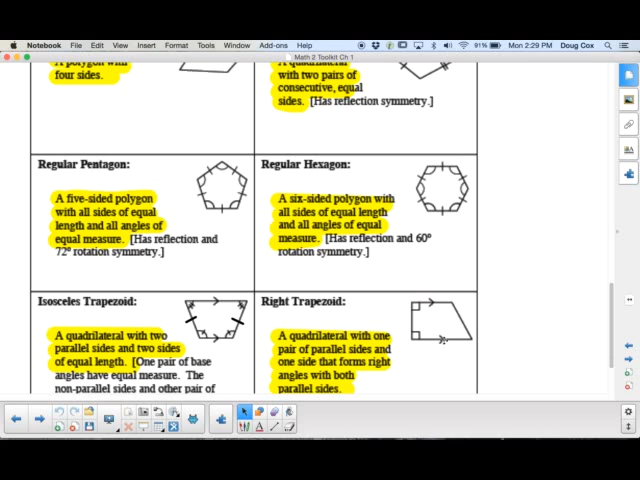 Notebook File Edit View Insert Format Tools Window Add-ons Help 91% Mon 2:29 PM Doug Cox
Math 2 Toolkit Ch 1
A polygon with
four sides.
A quadrilateral
with two pairs of
consecutive, equal
sides. [Has reflection symmetry.]
Regular Pentagon:
A five-sided polygon
with all sides of equal
length and all angles of
equal measure. [Has reflection and
72° rotation symmetry.]
Regular Hexagon:
A six-sided polygon with
all sides of equal length
and all angles of equal
measure. [Has reflection and 60°
rotation symmetry.]
Isosceles Trapezoid:
A quadrilateral with two
parallel sides and two sides
of equal length. [One pair of base
angles have equal measure. The
non-parallel sides and other pair of
Right Trapezoid:
A quadrilateral with one
pair of parallel sides and
one side that forms right
angles with both
parallel sides.